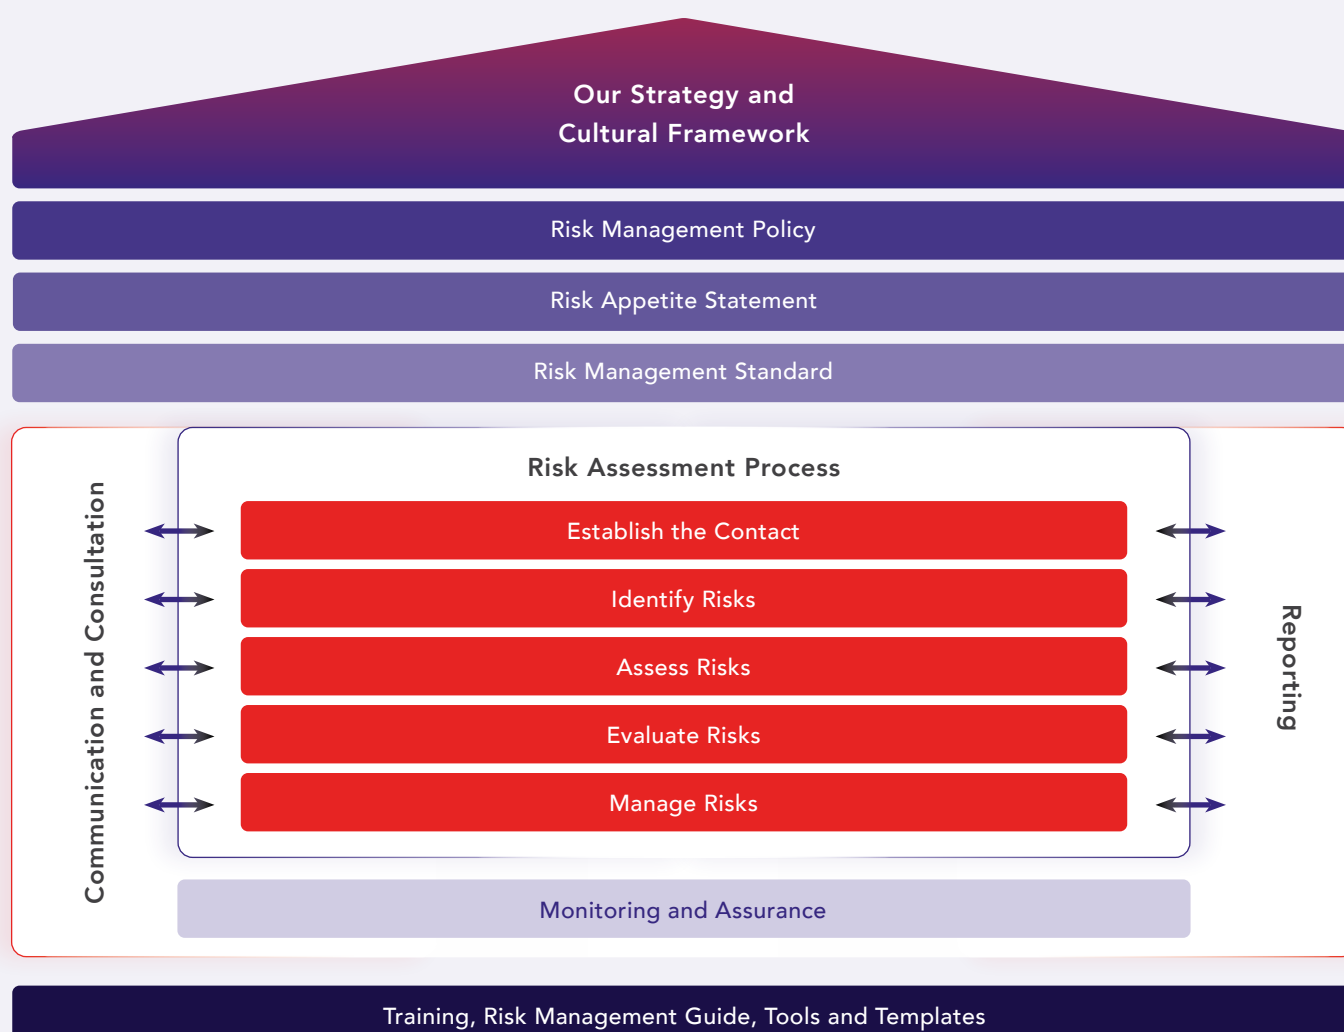 Our Strategy and
Cultural Framework
Risk Management Policy
Risk Appetite Statement
Risk Management Standard
Communication and Consultation
Risk Assessment Process
Establish the Contact
Identify Risks
Assess Risks
Evaluate Risks
Manage Risks
Reporting
Monitoring and Assurance
Training, Risk Management Guide, Tools and Templates